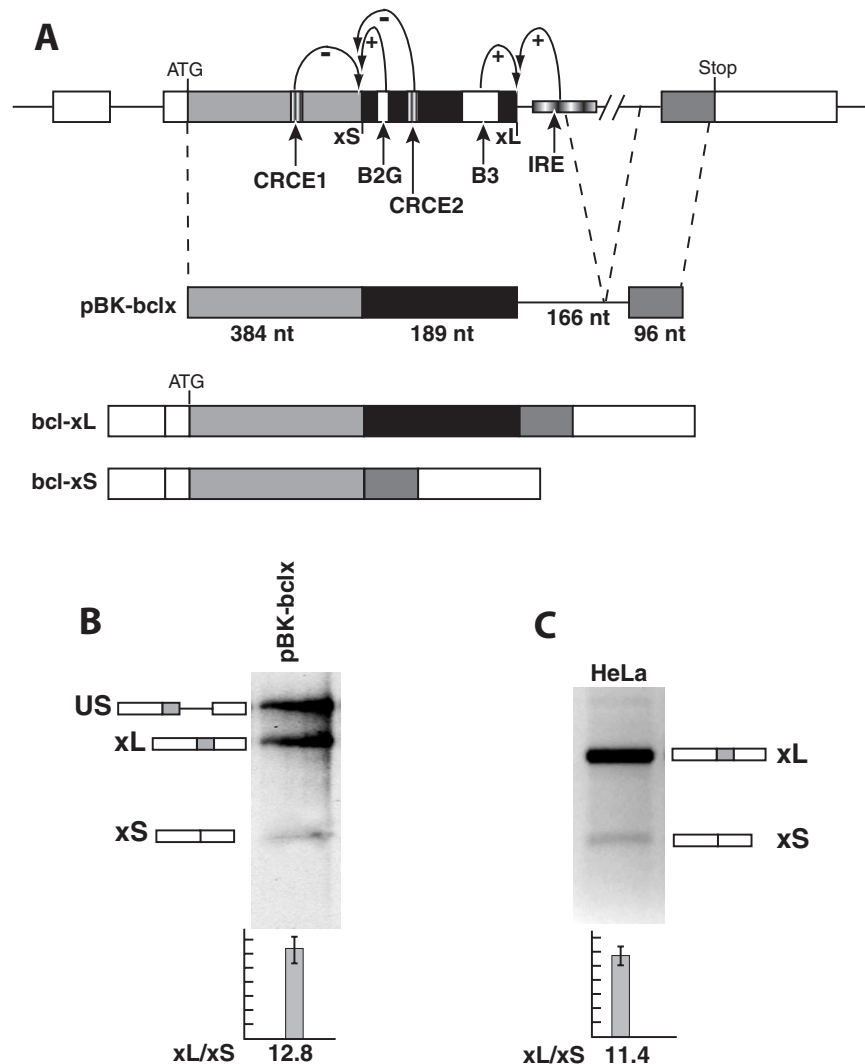 A
- - + + +
ATG Stop
xS xL
CRCE1 B2G CRCE2 B3 IRE
pBK-bclx
384 nt 189 nt 166 nt 96 nt
ATG
bcl-xL
bcl-xS
B
pBK-bclx
US
xL
xS
xL/xS 12.8
C
HeLa
xL
xS
xL/xS 11.4